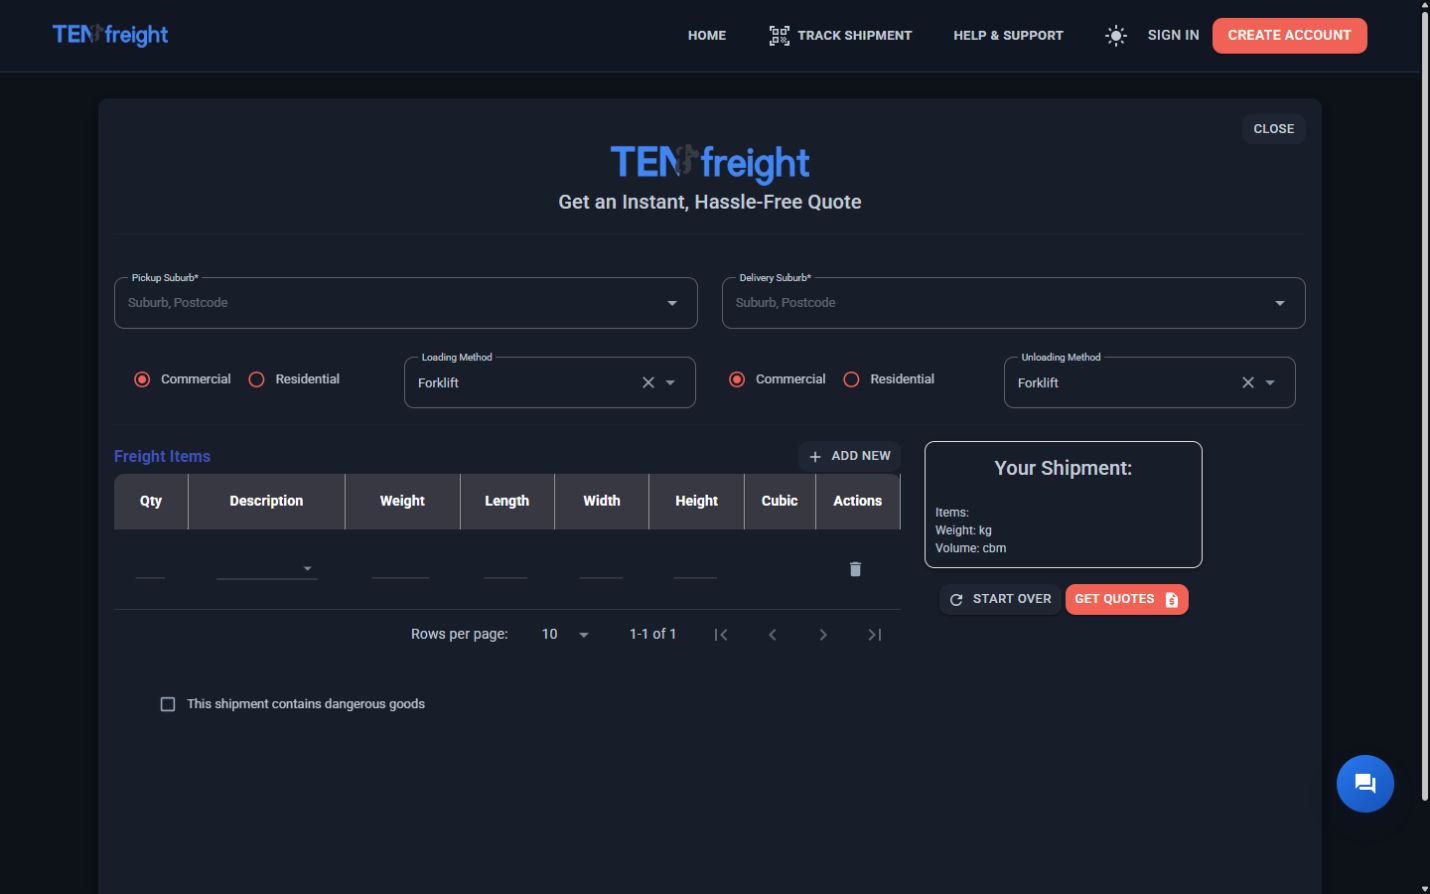 TEN freight
HOME
TRACK SHIPMENT
HELP & SUPPORT
SIGN IN
CREATE ACCOUNT
CLOSE
TEN freight
Get an Instant, Hassle-Free Quote
Pickup Suburb*
Suburb, Postcode
Delivery Suburb*
Suburb, Postcode
Commercial
Residential
Loading Method
Forklift
Commercial
Residential
Unloading Method
Forklift
Freight Items
ADD NEW
Qty Description Weight Length Width Height Cubic Actions
Rows per page: 10 1-1 of 1
This shipment contains dangerous goods
Your Shipment:
Items:
Weight: kg
Volume: cbm
START OVER
GET QUOTES